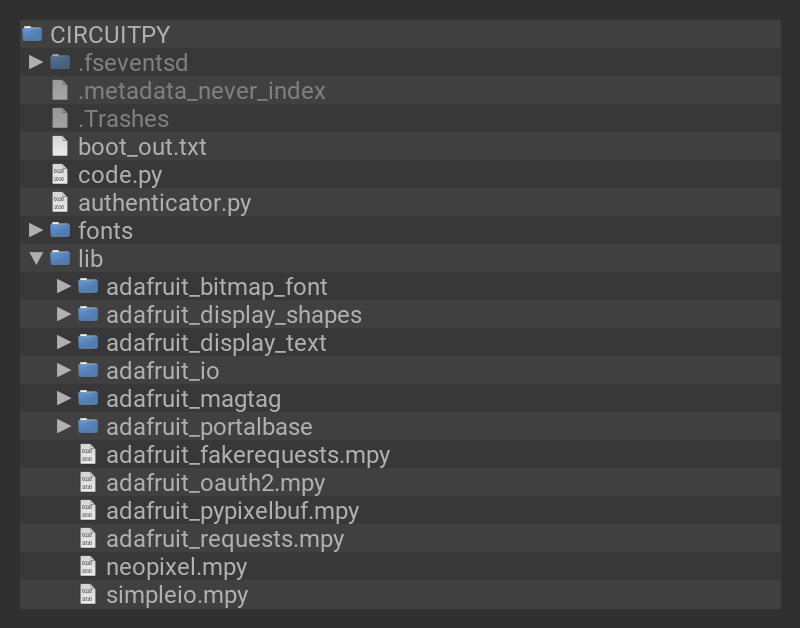 CIRCUITPY
.fseventsd
.metadata_never_index
.Trashes
boot_out.txt
code.py
authenticator.py
fonts
lib
adafruit_bitmap_font
adafruit_display_shapes
adafruit_display_text
adafruit_io
adafruit_magtag
adafruit_portalbase
adafruit_fakerequests.mpy
adafruit_oauth2.mpy
adafruit_pypixelbuf.mpy
adafruit_requests.mpy
neopixel.mpy
simpleio.mpy